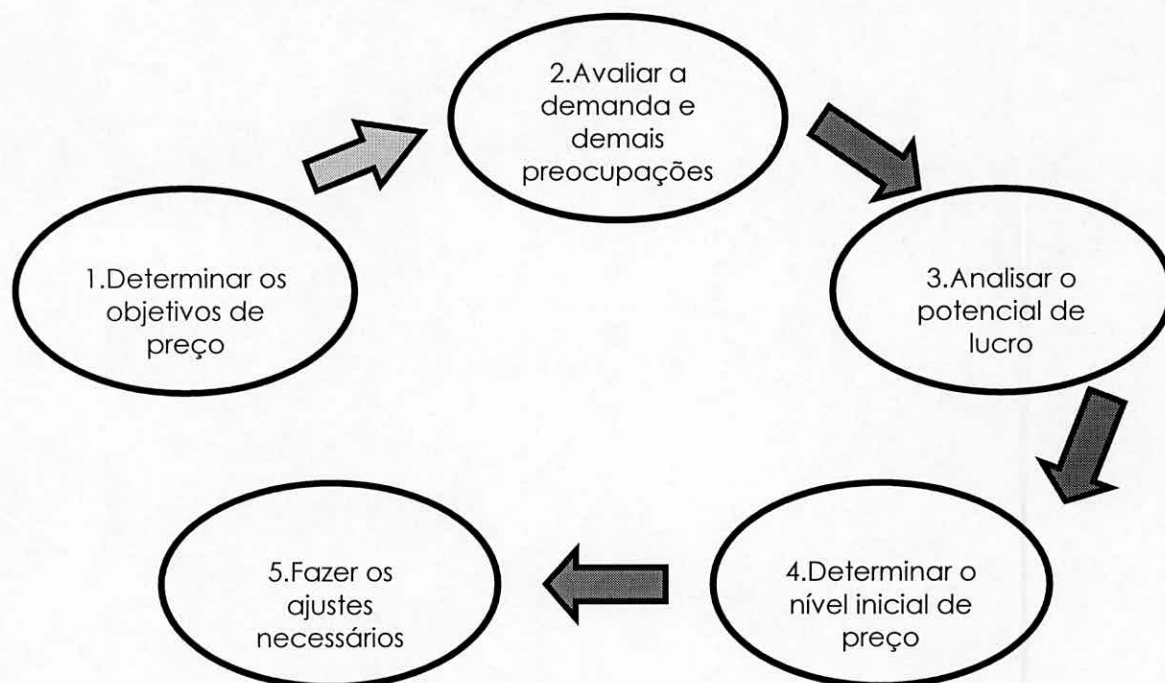 1.Determinar os
objetivos de
preço
2.Avaliar a
demanda e
demais
preocupações
3.Analisar o
potencial de
lucro
4.Determinar o
nível inicial de
preço
5.Fazer os
ajustes
necessários